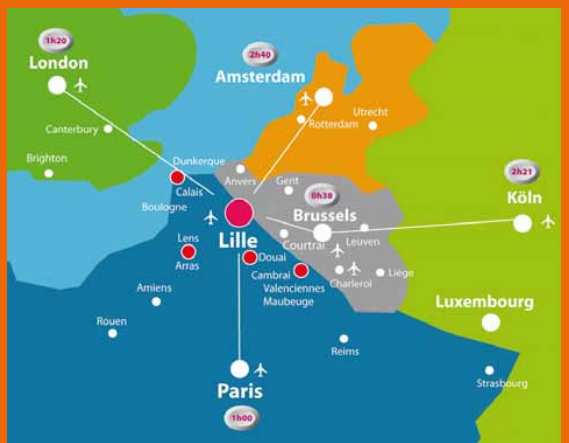 1h20
London
2h40
Amsterdam
Utrecht
Rotterdam
Canterbury
Brighton
Dunkerque
Calais
Boulogne
Anvers
Gent
0h38
Brussels
2h21
Köln
Lille
Courtrai
Leuven
Lens
Arras
Douai
Cambrai
Valenciennes
Maubeuge
Charleroi
Liège
Amiens
Luxembourg
Rouen
Reims
Strasbourg
Paris
1h00